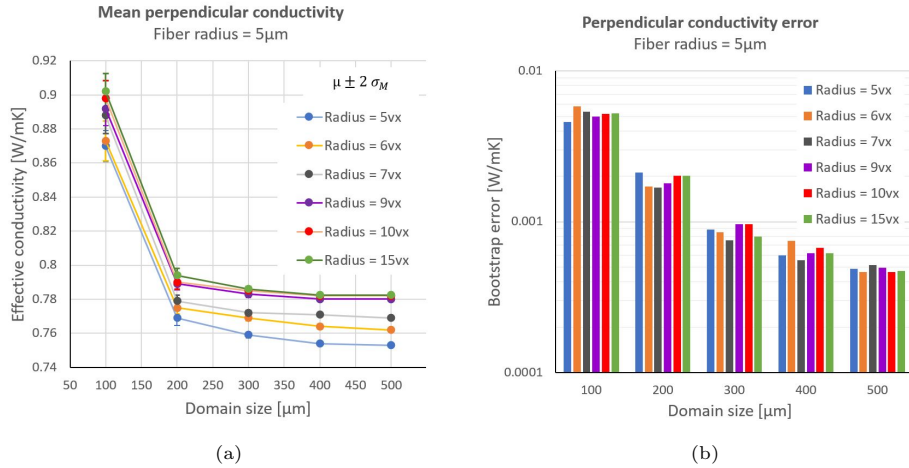 Mean perpendicular conductivity
Fiber radius = 5µm
Effective conductivity [W/mK]
0.92
0.9
0.88
0.86
0.84
0.82
0.8
0.78
0.76
0.74
50 100 150 200 250 300 350 400 450 500
Domain size [µm]
μ ± 2 σM
Radius = 5vx
Radius = 6vx
Radius = 7vx
Radius = 9vx
Radius = 10vx
Radius = 15vx
(a)
Perpendicular conductivity error
Fiber radius = 5µm
Bootstrap error [W/mK]
0.01
0.001
0.0001
100 200 300 400 500
Domain size [µm]
Radius = 5vx
Radius = 6vx
Radius = 7vx
Radius = 9vx
Radius = 10vx
Radius = 15vx
(b)